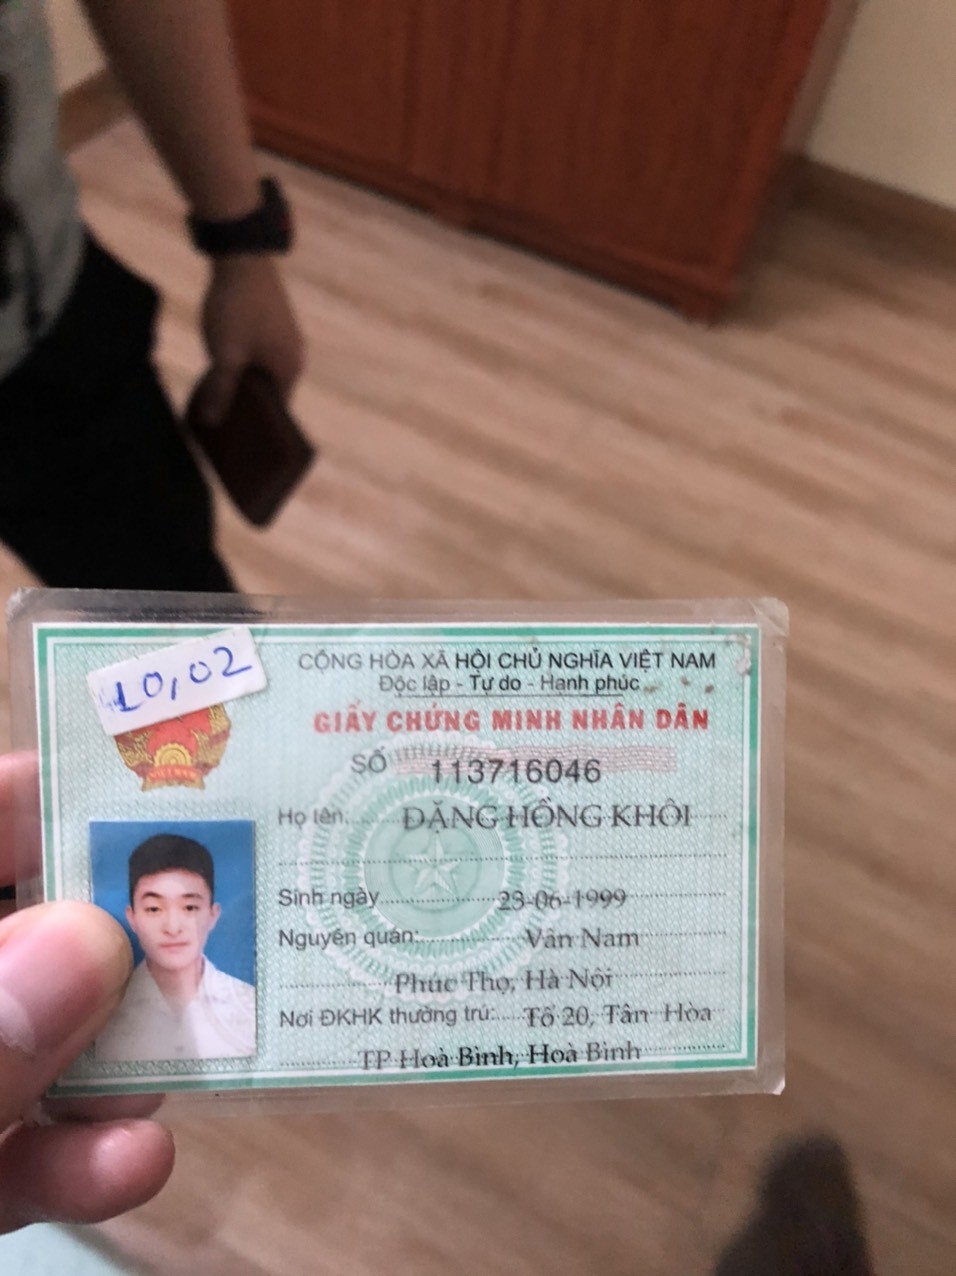 10,02
CỘNG HÒA XÃ HỘI CHỦ NGHĨA VIỆT NAM
Độc lập - Tự do - Hạnh phúc
GIẤY CHỨNG MINH NHÂN DÂN
SỐ 113716046
Họ tên: ĐẶNG HỒNG KHÔI
Sinh ngày 23-06-1999
Nguyên quán: Vân Nam
Phúc Thọ, Hà Nội
Nơi ĐKHK thường trú: Tổ 20, Tân Hòa
TP Hoà Bình, Hoà Bình